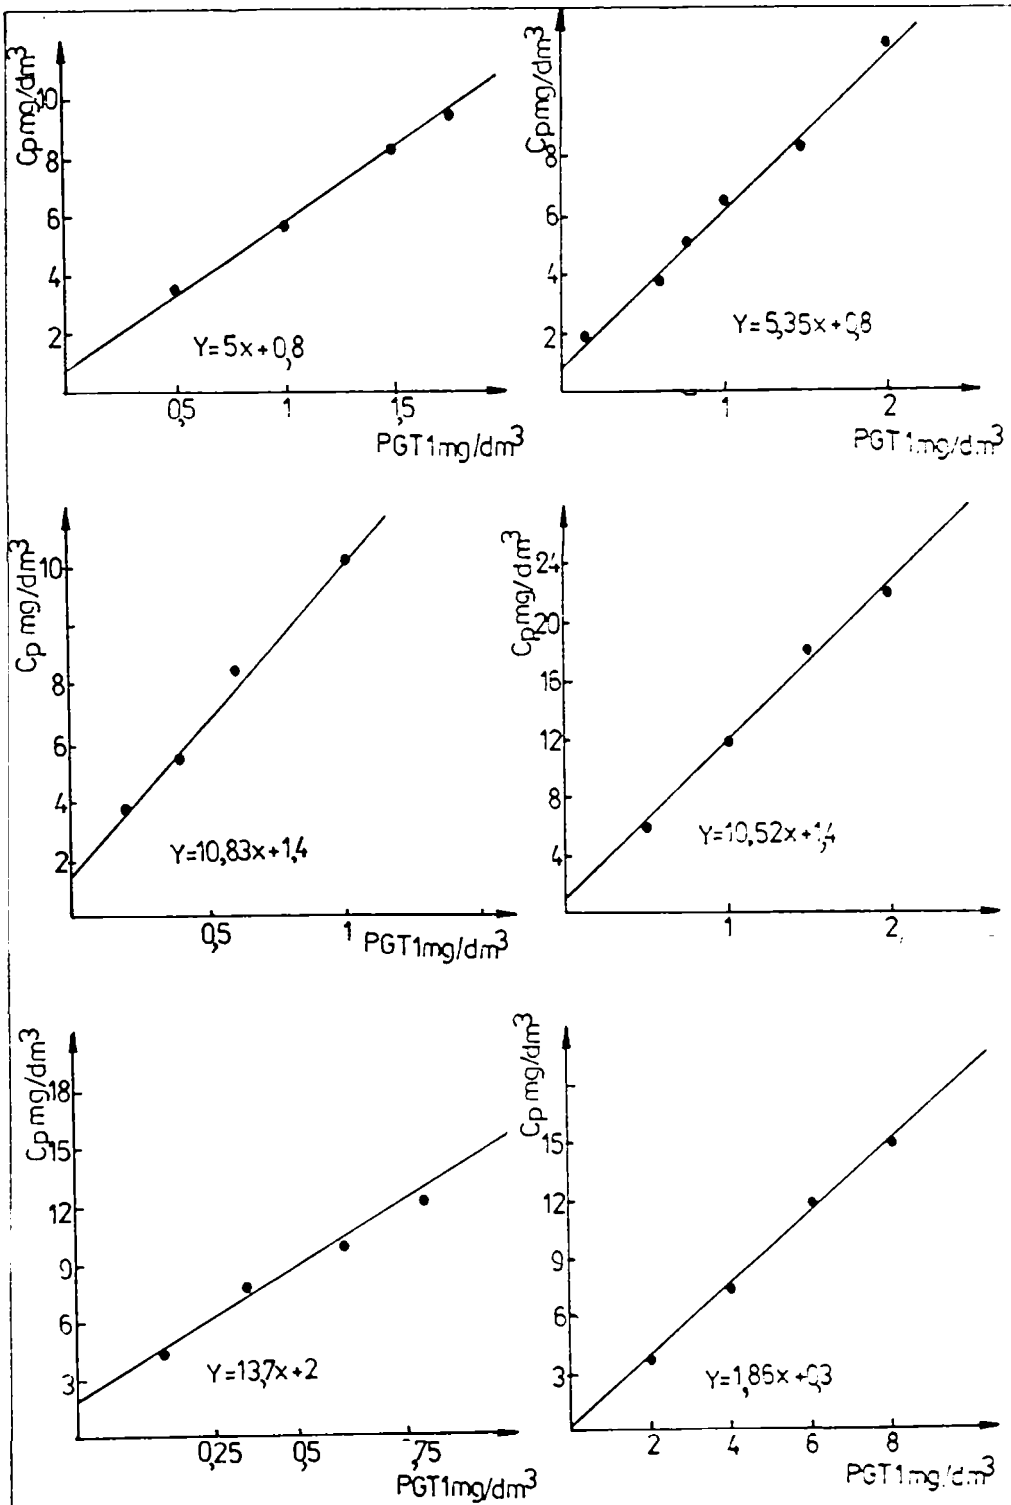 Cp mg/dm³
10
8
6
4
2
Y=5x+0,8
0,5 1 1,5
PGT 1mg/dm³
Cp mg/dm³
8
6
4
2
Y=5,35x+0,8
1 2
PGT 1mg/dm³
Cp mg/dm³
10
8
6
4
2
Y=10,83x+1,4
0,5 1 PGT1mg/dm³
Cp mg/dm³
24
20
16
12
8
4
Y=10,52x+1,4
1 2
Cp mg/dm³
18
15
12
9
6
3
Y=13,7x+2
0,25 0,5 ,75
PGT1mg/dm³
Cp mg/dm³
15
12
9
6
3
Y=1,85x+0,3
2 4 6 8
PGT1mg/dm³